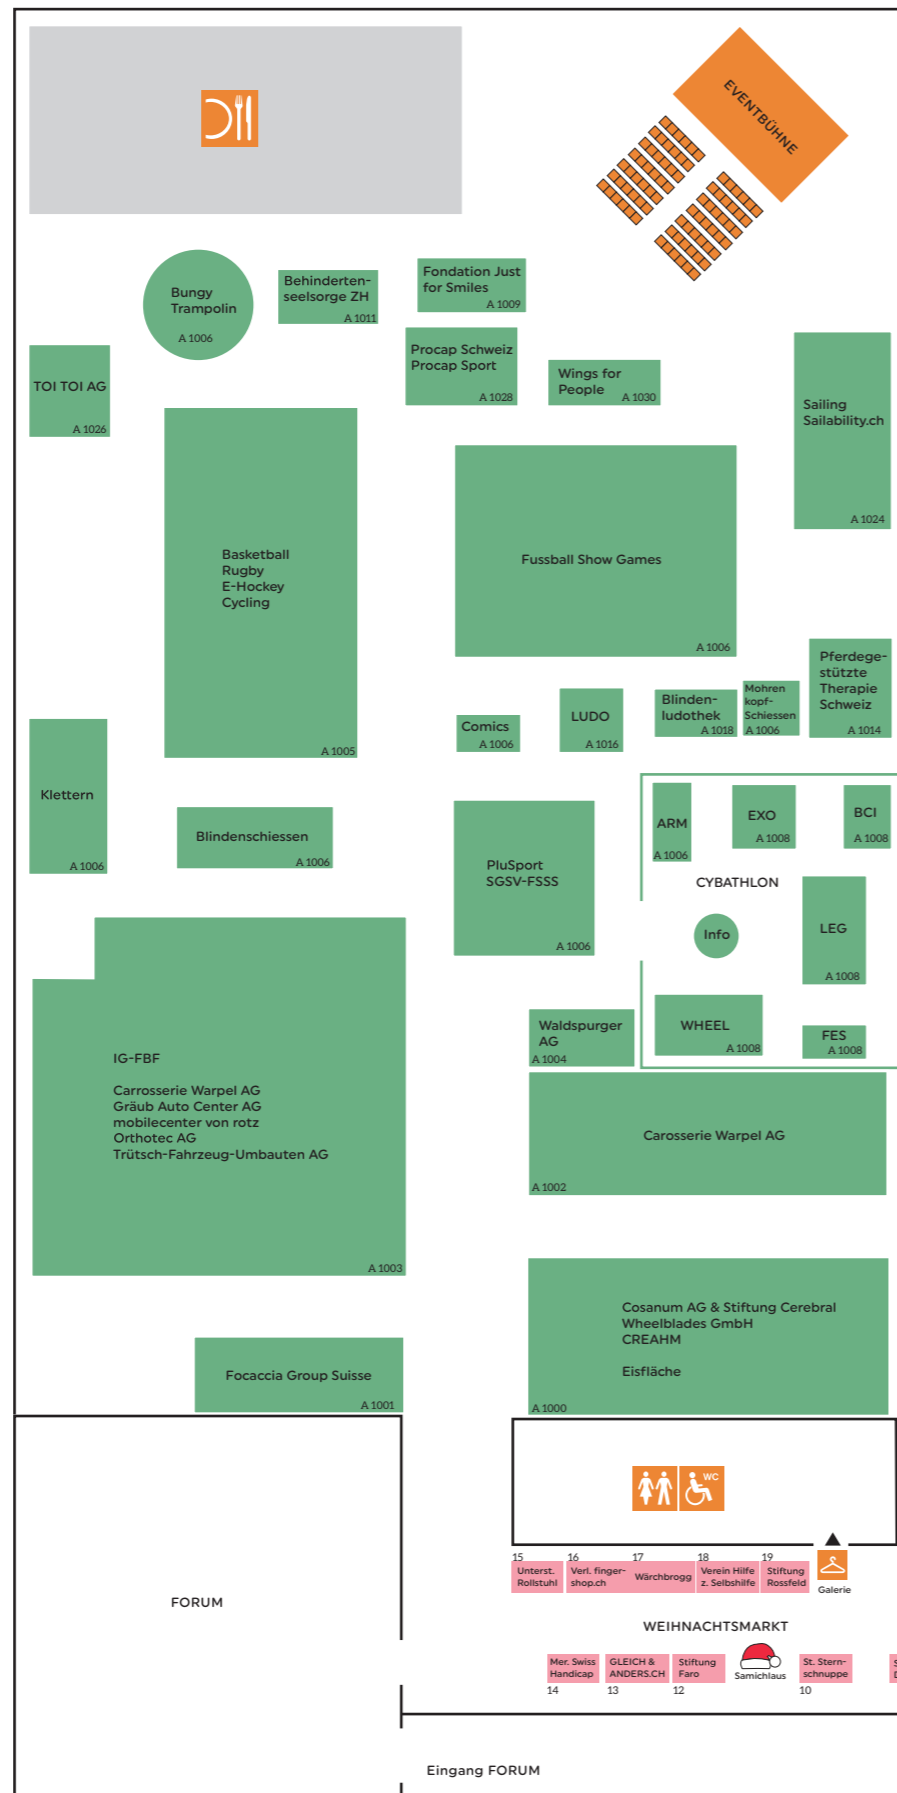 EVENTBÜHNE
Bungy
Trampolin
A 1006
Behinderten-
seelsorge ZH
A 1011
Fondation Just
for Smiles
A 1009
Procap Schweiz
Procap Sport
A 1028
Wings for
People
A 1030
TOI TOI AG
A 1026
Sailing
Sailability.ch
A 1024
Basketball
Rugby
E-Hockey
Cycling
A 1005
Fussball Show Games
A 1006
Pferdege-
stützte
Therapie
Schweiz
A 1014
Mohren
kopf-
Schiessen
A 1006
Blinden-
ludothek
A 1018
LUDO
A 1016
Comics
A 1006
Klettern
A 1006
Blindenschiessen
A 1006
PluSport
SGSV-FSSS
A 1006
ARM
A 1006
EXO
A 1008
BCI
A 1008
CYBATHLON
Info
LEG
A 1008
WHEEL
A 1008
FES
A 1008
Waldspurger
AG
A 1004
IG-FBF
Carrosserie Warpel AG
Gräub Auto Center AG
mobilecenter von rotz
Orthotec AG
Trütsch-Fahrzeug-Umbauten AG
A 1003
Carosserie Warpel AG
A 1002
Cosanum AG & Stiftung Cerebral
Wheelblades GmbH
CREAHM
Eisfläche
A 1000
Focaccia Group Suisse
A 1001
WC
15
Unterst.
Rollstuhl
16
Verl. finger-
shop.ch
17
Wärchbrogg
18
Verein Hilfe
z. Selbshilfe
19
Stiftung
Rossfeld
Galerie
FORUM
WEIHNACHTSMARKT
Mer. Swiss
Handicap
14
GLEICH &
ANDERS.CH
13
Stiftung
Faro
12
Samichlaus
St. Stern-
schnuppe
10
Eingang FORUM